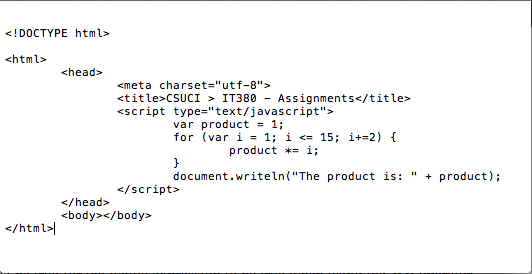 <!DOCTYPE html>
<html>
<head>
<meta charset="utf-8">
<title>CSUCI > IT380 - Assignments</title>
<script type="text/javascript">
var product = 1;
for (var i = 1; i <= 15; i+=2) {
product *= i;
}
document.writeln("The product is: " + product);
</script>
</head>
<body></body>
</html>